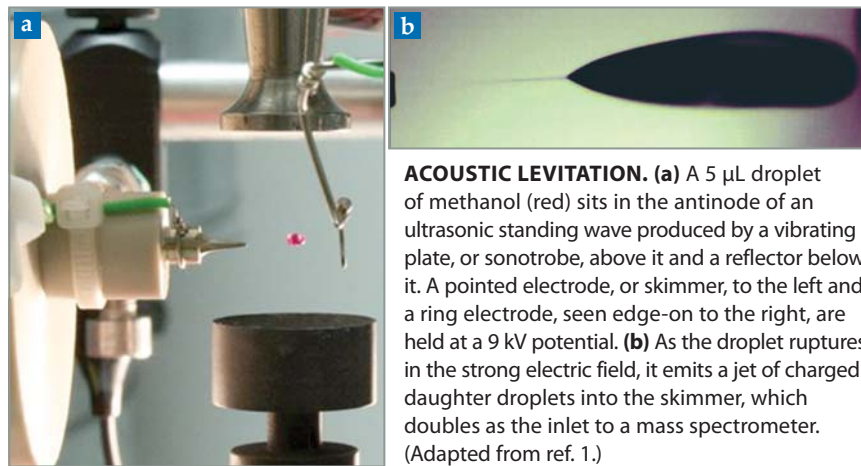 a
b
ACOUSTIC LEVITATION. (a) A 5 μL droplet
of methanol (red) sits in the antinode of an
ultrasonic standing wave produced by a vibrating
plate, or sonotrobe, above it and a reflector below
it. A pointed electrode, or skimmer, to the left and
a ring electrode, seen edge-on to the right, are
held at a 9 kV potential. (b) As the droplet ruptures
in the strong electric field, it emits a jet of charged
daughter droplets into the skimmer, which
doubles as the inlet to a mass spectrometer.
(Adapted from ref. 1.)